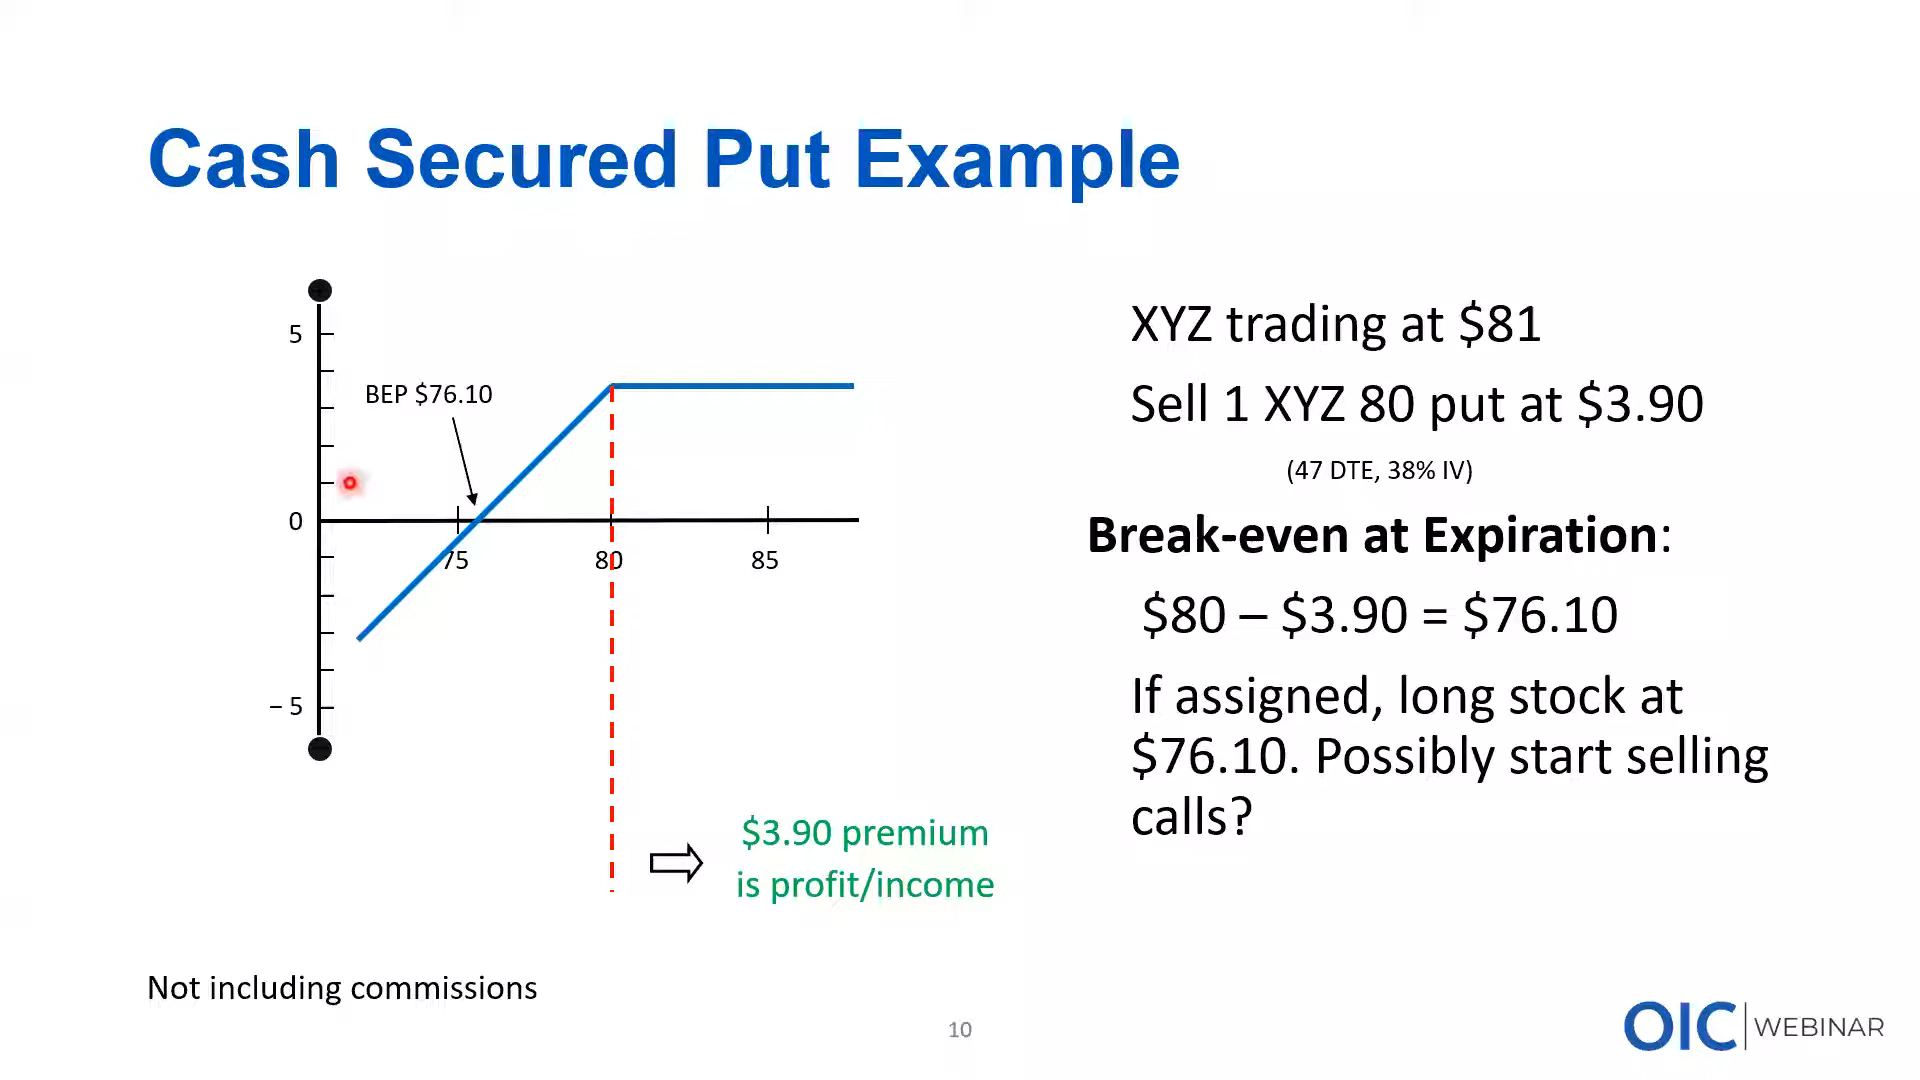 Cash Secured Put Example
5
BEP $76.10
0
75
80
85
– 5
$3.90 premium
is profit/income
XYZ trading at $81
Sell 1 XYZ 80 put at $3.90
(47 DTE, 38% IV)
Break-even at Expiration:
$80 – $3.90 = $76.10
If assigned, long stock at
$76.10. Possibly start selling
calls?
Not including commissions
10
OIC WEBINAR